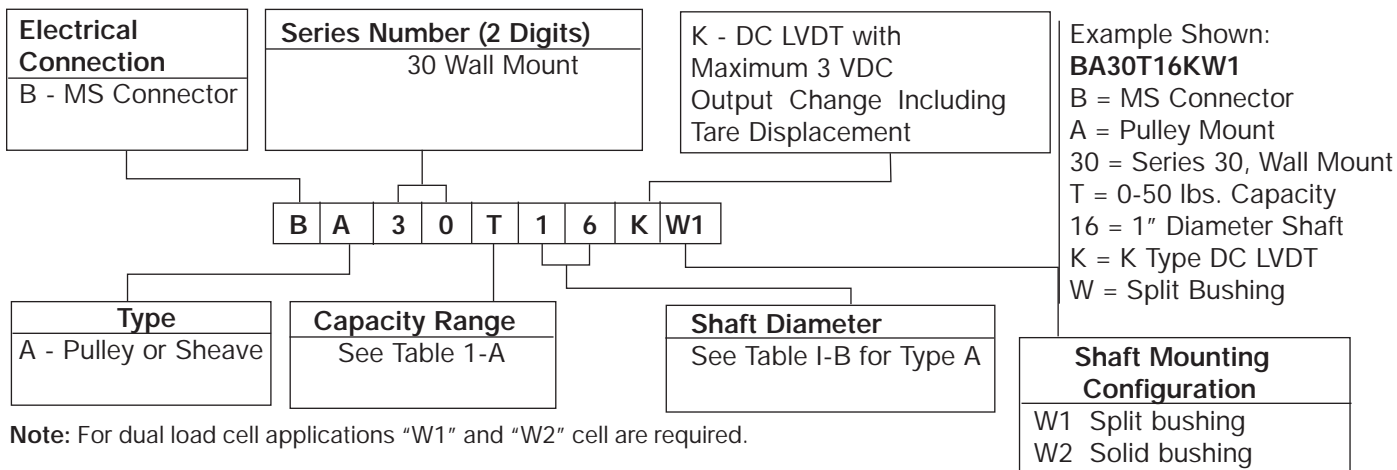 Electrical
Connection
B - MS Connector
Series Number (2 Digits)
30 Wall Mount
K - DC LVDT with
Maximum 3 VDC
Output Change Including
Tare Displacement
Example Shown:
BA30T16KW1
B = MS Connector
A = Pulley Mount
30 = Series 30, Wall Mount
T = 0-50 lbs. Capacity
16 = 1" Diameter Shaft
K = K Type DC LVDT
W = Split Bushing
B A 3 0 T 1 6 K W1
Type
A - Pulley or Sheave
Capacity Range
See Table 1-A
Shaft Diameter
See Table I-B for Type A
Shaft Mounting
Configuration
W1 Split bushing
W2 Solid bushing
Note: For dual load cell applications "W1" and "W2" cell are required.